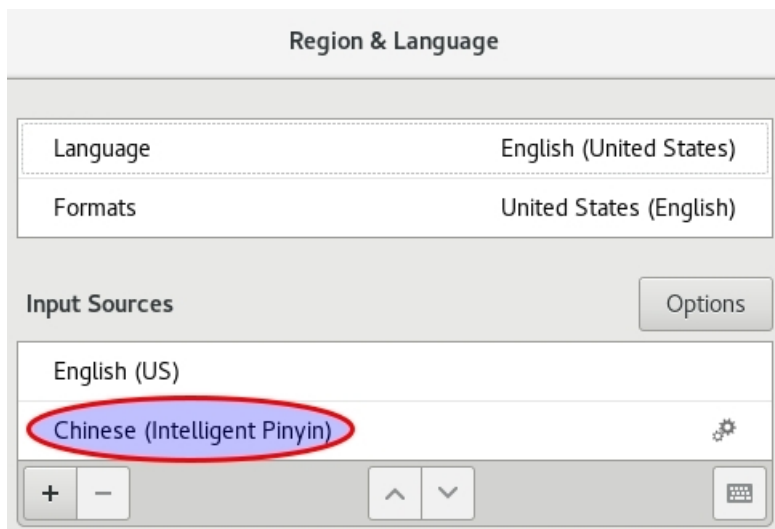 Region & Language
Language English (United States)
Formats United States (English)
Input Sources Options
English (US)
Chinese (Intelligent Pinyin)